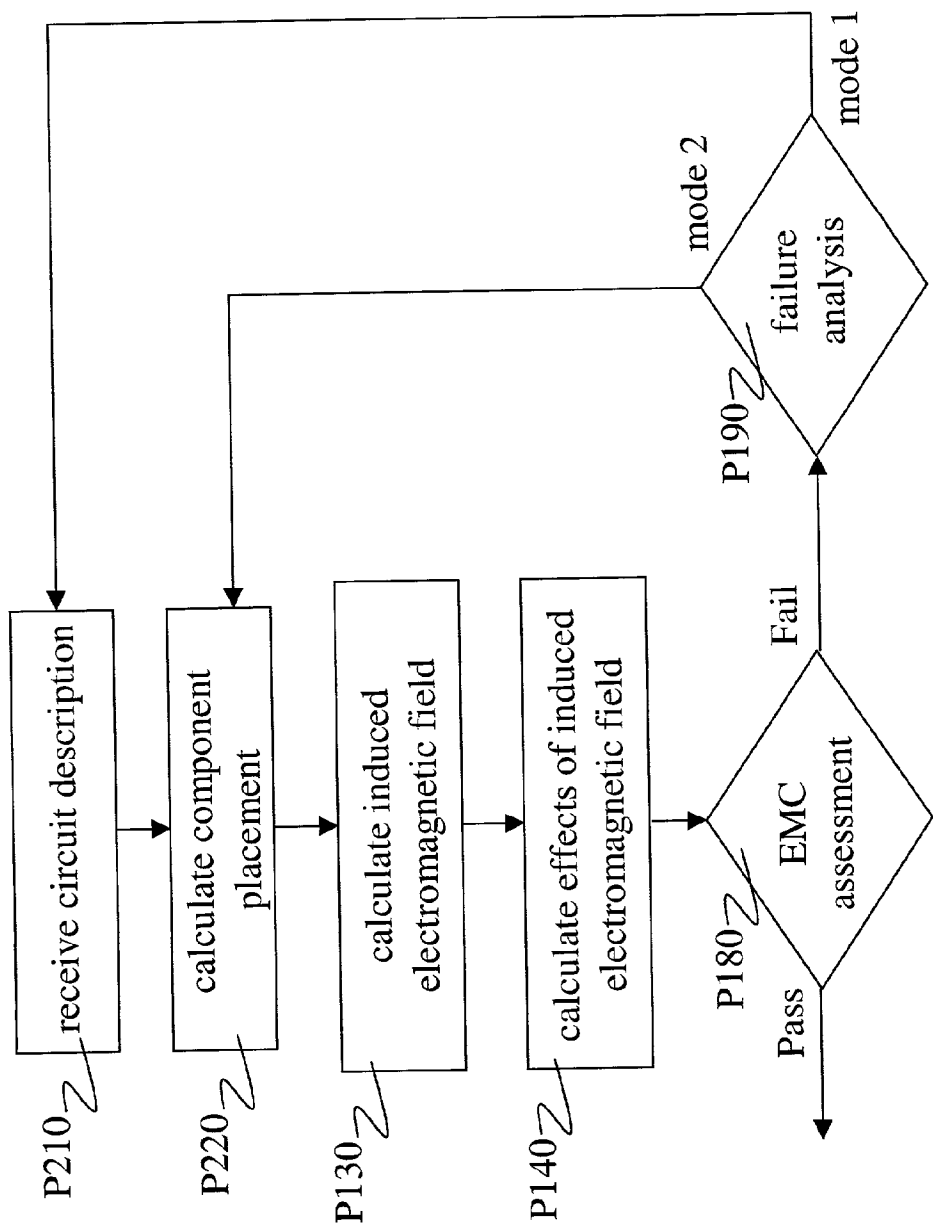 P210
receive circuit description
P220
calculate component
placement
P130
calculate induced
electromagnetic field
P140
calculate effects of induced
electromagnetic field
P180
EMC
assessment
Pass
Fail
P190
failure
analysis
mode 2
mode 1